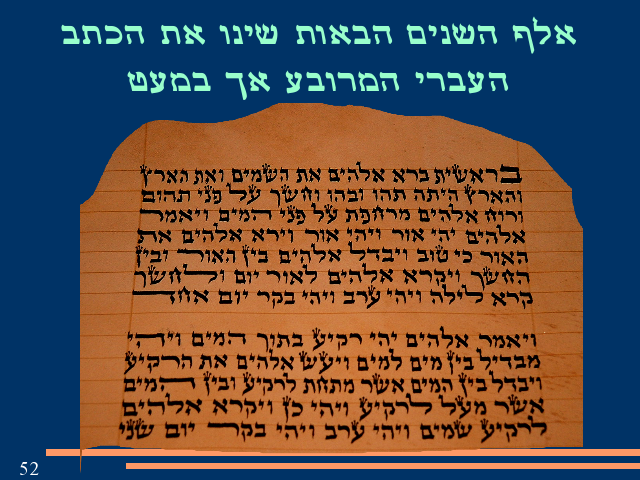 אלף השנים הבאות שינו את הכתב
העברי המרובע אך במעט
בראשית ברא אלהים את השמים ואת הארץ
והארץ היתה תהו ובהו וחשך על פני תהום
ורוח אלהים מרחפת על פני המים ויאמר
אלהים יהי אור ויהי אור וירא אלהים את
האור כי טוב ויבדל אלהים בין האור ובין
החשך ויקרא אלהים לאור יום ולחשך
קרא לילה ויהי ערב ויהי בקר יום אחד
ויאמר אלהים יהי רקיע בתוך המים ויהי
מבדיל בין מים למים ויעש אלהים את הרקיע
ויבדל בין המים אשר מתחת לרקיע ובין המים
אשר מעל לרקיע ויהי כן ויקרא אלהים
לרקיע שמים ויהי ערב ויהי בקר יום שני
52